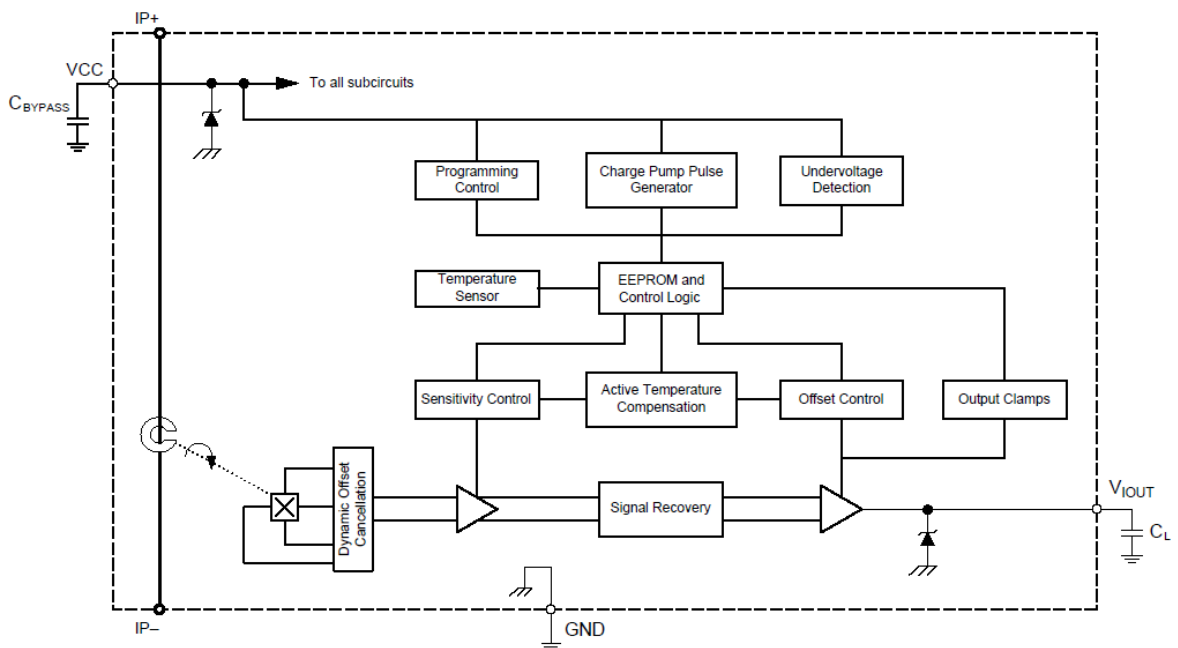 IP+
VCC
To all subcircuits
CBYPASS
Programming
Control
Charge Pump Pulse
Generator
Undervoltage
Detection
Temperature
Sensor
EEPROM and
Control Logic
Sensitivity Control
Active Temperature
Compensation
Offset Control
Output Clamps
Dynamic Offset
Cancellation
Signal Recovery
VIOUT
CL
GND
IP–